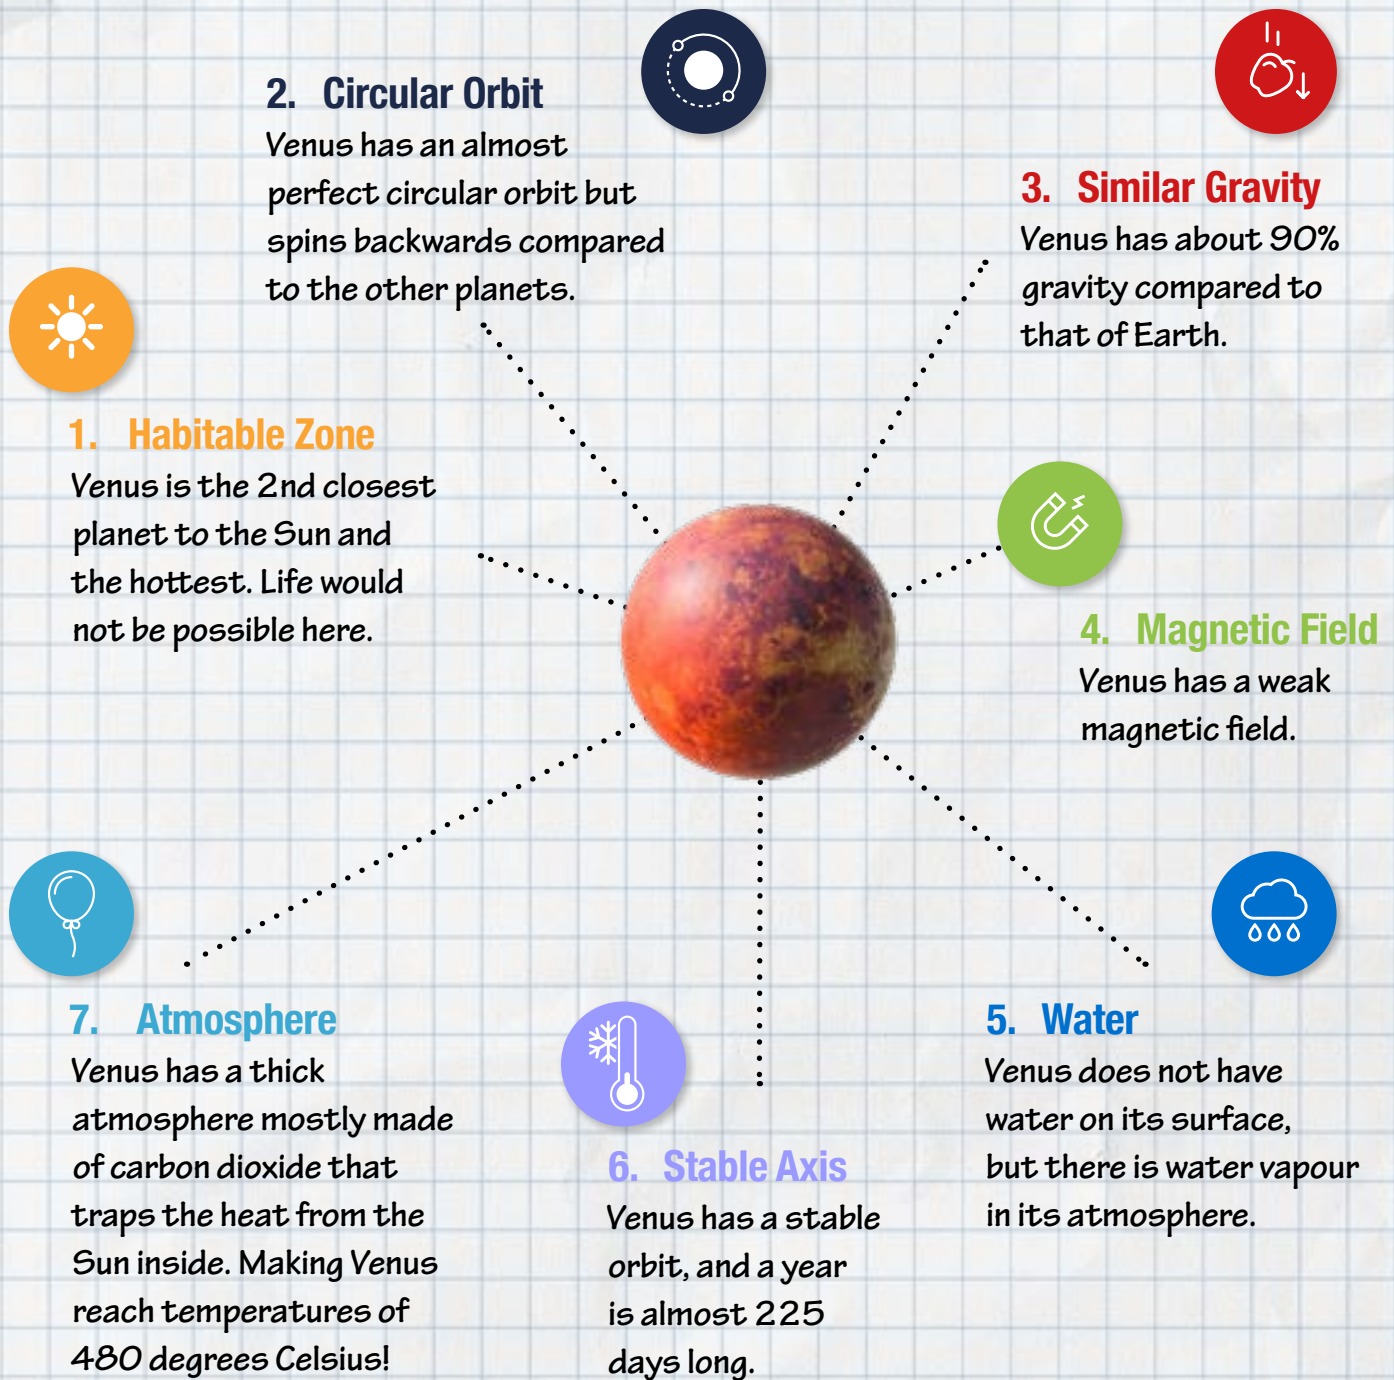 1. Habitable Zone
Venus is the 2nd closest
planet to the Sun and
the hottest. Life would
not be possible here.
2. Circular Orbit
Venus has an almost
perfect circular orbit but
spins backwards compared
to the other planets.
3. Similar Gravity
Venus has about 90%
gravity compared to
that of Earth.
4. Magnetic Field
Venus has a weak
magnetic field.
5. Water
Venus does not have
water on its surface,
but there is water vapour
in its atmosphere.
6. Stable Axis
Venus has a stable
orbit, and a year
is almost 225
days long.
7. Atmosphere
Venus has a thick
atmosphere mostly made
of carbon dioxide that
traps the heat from the
Sun inside. Making Venus
reach temperatures of
480 degrees Celsius!